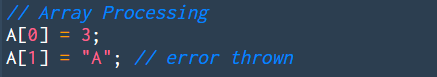 // Array Processing
A[0] = 3;
A[1] = "A"; // error thrown